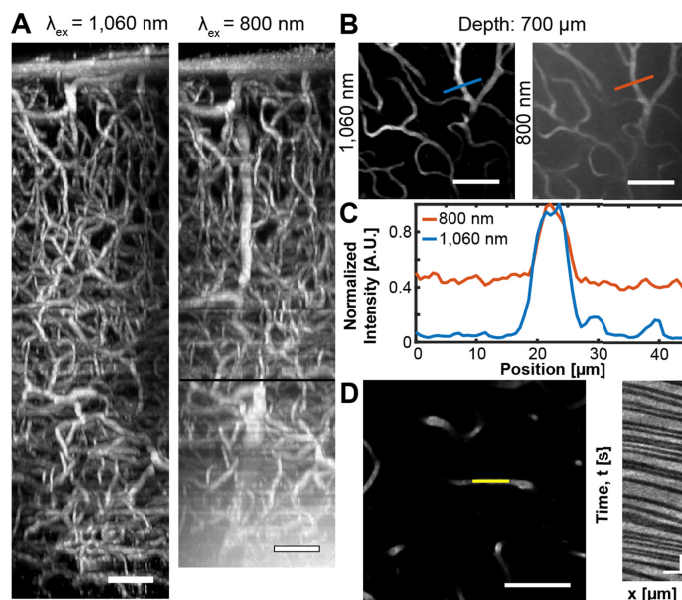 A
λex = 1,060 nm
λex = 800 nm
B
Depth: 700 µm
1,060 nm
800 nm
C
Normalized
Intensity [A.U.]
0.8
0.4
0
800 nm
1,060 nm
0
10
20
30
40
Position [µm]
D
Time, t [s]
x [µm]